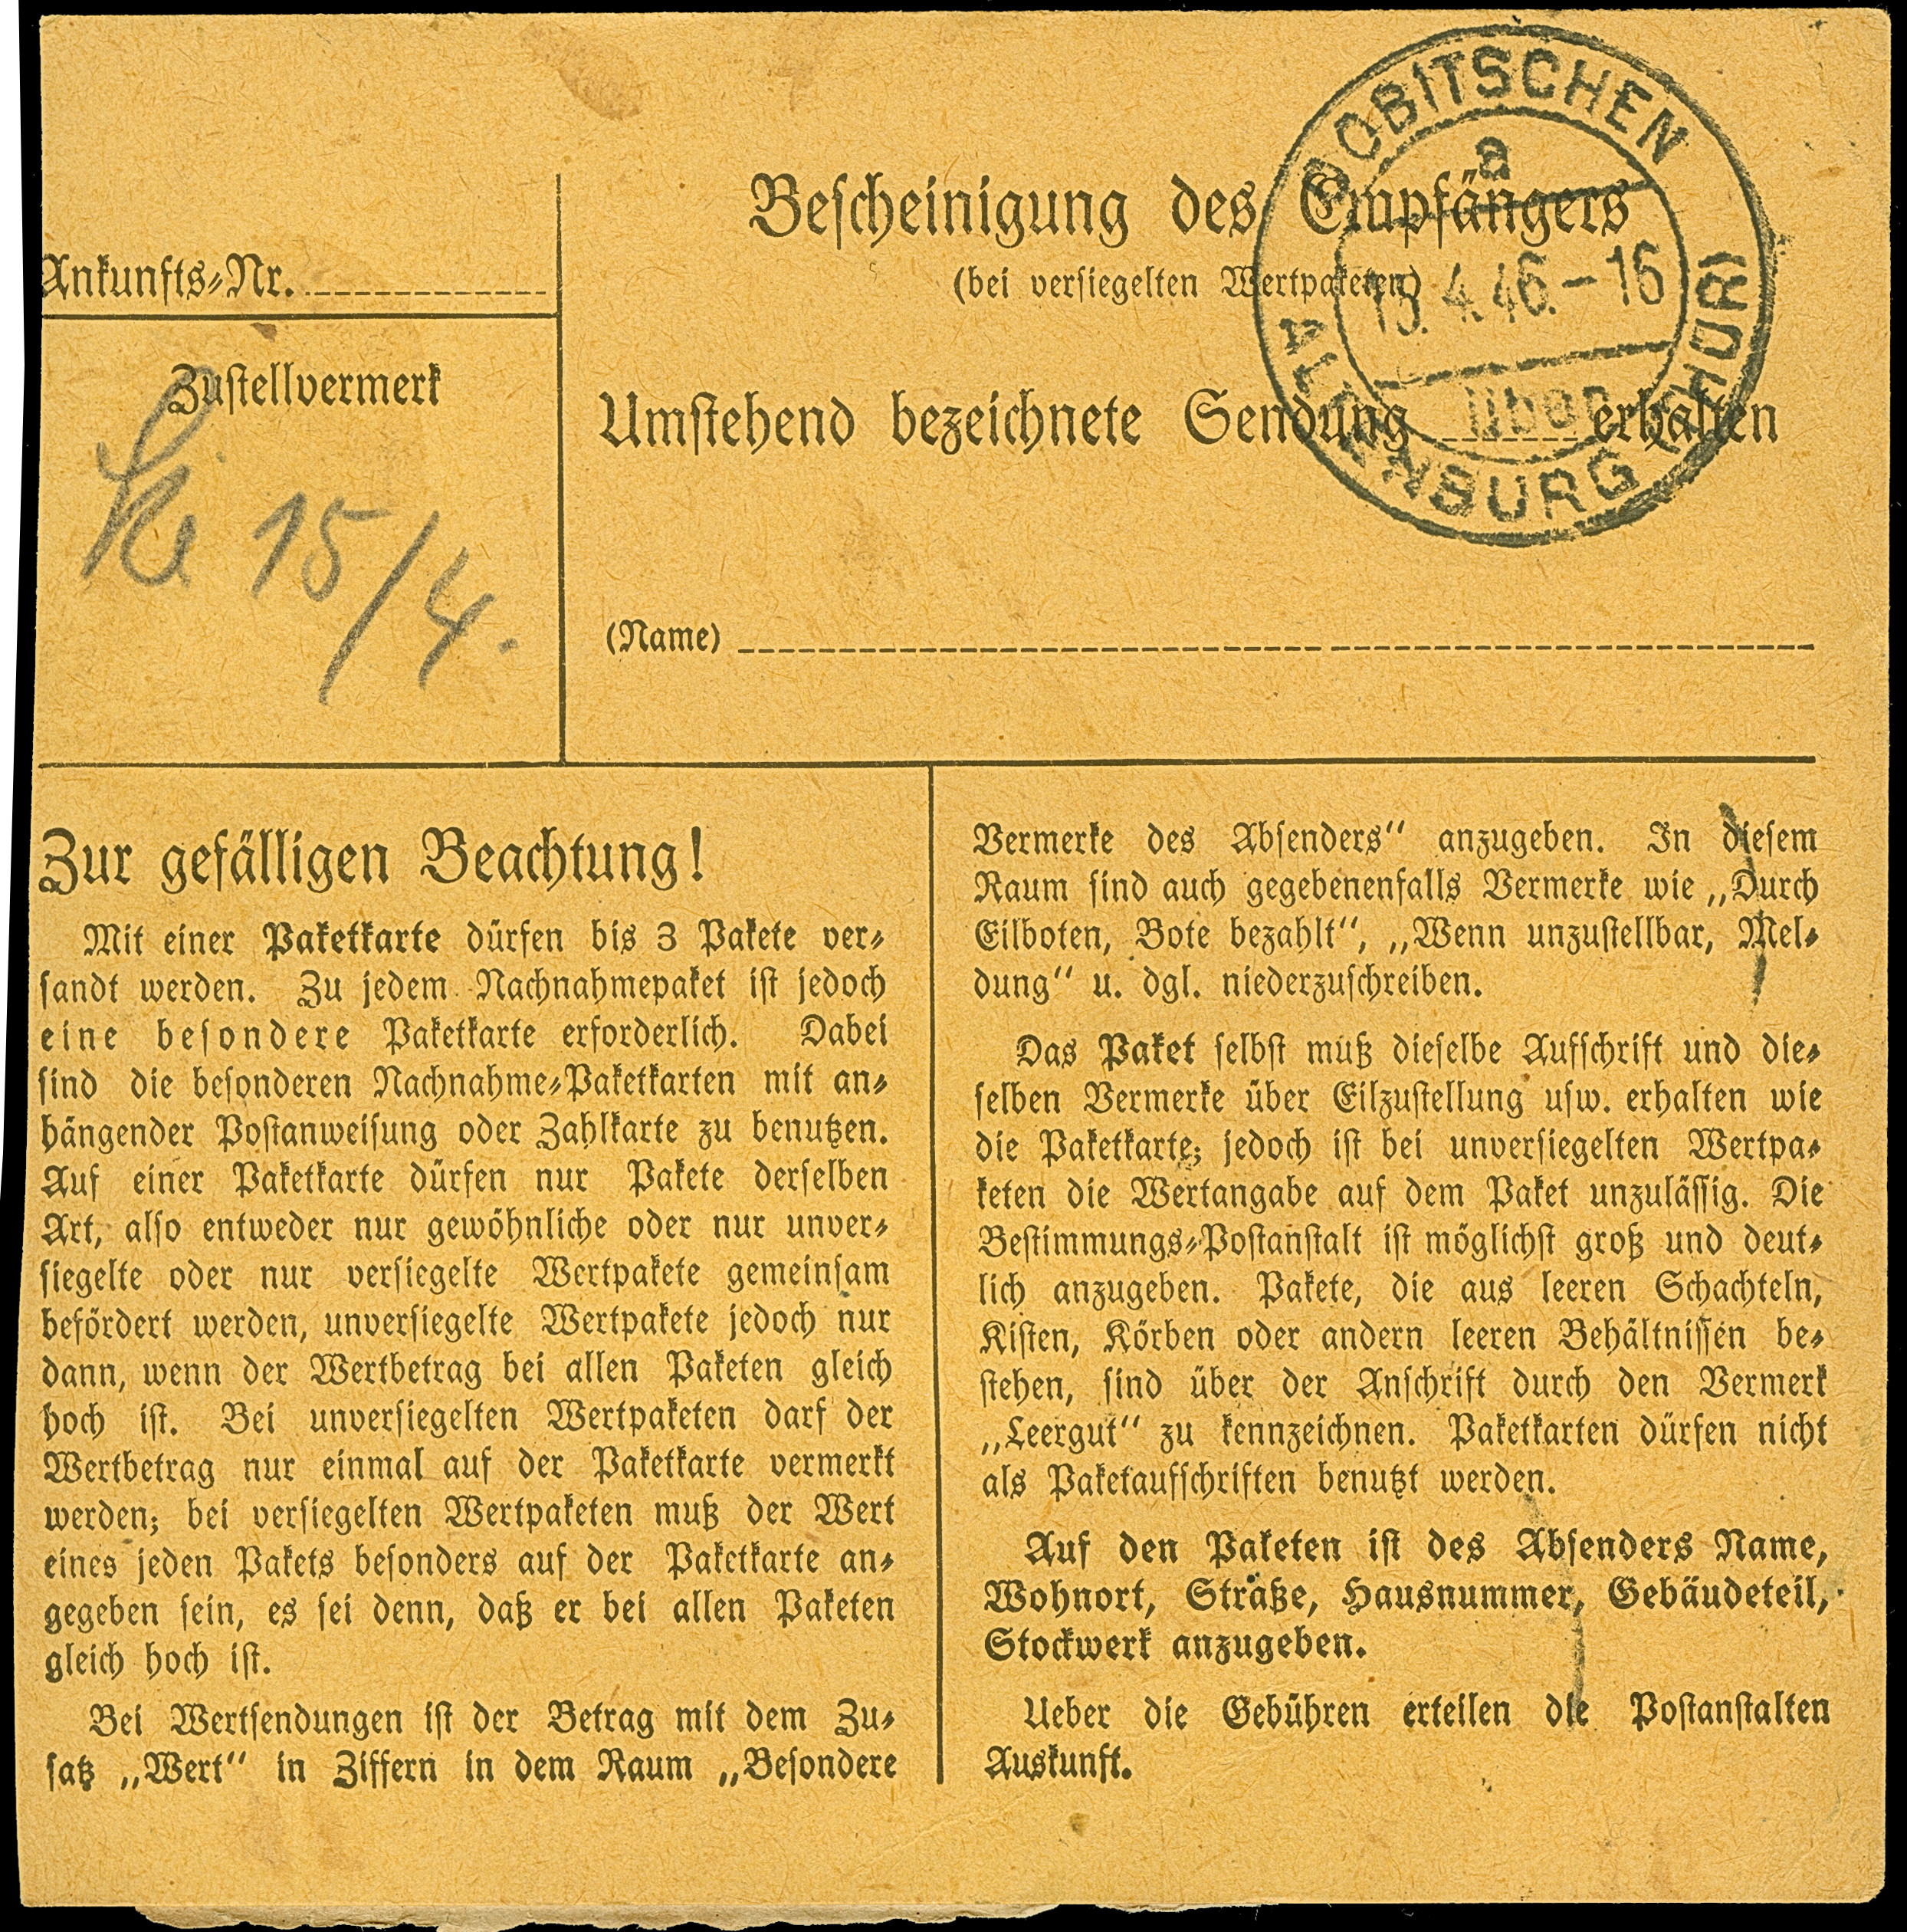 DOBITSCHEN
a
15.4.46.-16
über
ALTENBURG (THÜR)
Ankunfts-Nr.
Zustellvermerk
15/4.
Bescheinigung des Empfängers
(bei versiegelten Wertpaketen)
Umstehend bezeichnete Sendung erhalten
(Name)
Zur gefälligen Beachtung!
Mit einer Paketkarte dürfen bis 3 Pakete ver-
sandt werden. Zu jedem Nachnahmepaket ist jedoch
eine besondere Paketkarte erforderlich. Dabei
sind die besonderen Nachnahme-Paketkarten mit an-
hängender Postanweisung oder Zahlkarte zu benutzen.
Auf einer Paketkarte dürfen nur Pakete derselben
Art, also entweder nur gewöhnliche oder nur unver-
siegelte oder nur versiegelte Wertpakete gemeinsam
befördert werden, unversiegelte Wertpakete jedoch nur
dann, wenn der Wertbetrag bei allen Paketen gleich
hoch ist. Bei unversiegelten Wertpaketen darf der
Wertbetrag nur einmal auf der Paketkarte vermerkt
werden; bei versiegelten Wertpaketen muß der Wert
eines jeden Pakets besonders auf der Paketkarte an-
gegeben sein, es sei denn, daß er bei allen Paketen
gleich hoch ist.
Bei Wertsendungen ist der Betrag mit dem Zu-
satz „Wert“ in Ziffern in dem Raum „Besondere
Vermerke des Absenders“ anzugeben. In diesem
Raum sind auch gegebenenfalls Vermerke wie „Durch
Eilboten, Bote bezahlt“, „Wenn unzustellbar, Mel-
dung“ u. dgl. niederzuschreiben.
Das Paket selbst muß dieselbe Aufschrift und die-
selben Vermerke über Eilzustellung usw. erhalten wie
die Paketkarte; jedoch ist bei unversiegelten Wertpa-
keten die Wertangabe auf dem Paket unzulässig. Die
Bestimmungs-Postanstalt ist möglichst groß und deut-
lich anzugeben. Pakete, die aus leeren Schachteln,
Kisten, Körben oder andern leeren Behältnissen be-
stehen, sind über der Anschrift durch den Vermerk
„Leergut“ zu kennzeichnen. Paketkarten dürfen nicht
als Paketaufschriften benutzt werden.
Auf den Paketen ist des Absenders Name,
Wohnort, Straße, Hausnummer, Gebäudeteil,
Stockwerk anzugeben.
Ueber die Gebühren erteilen die Postanstalten
Auskunft.